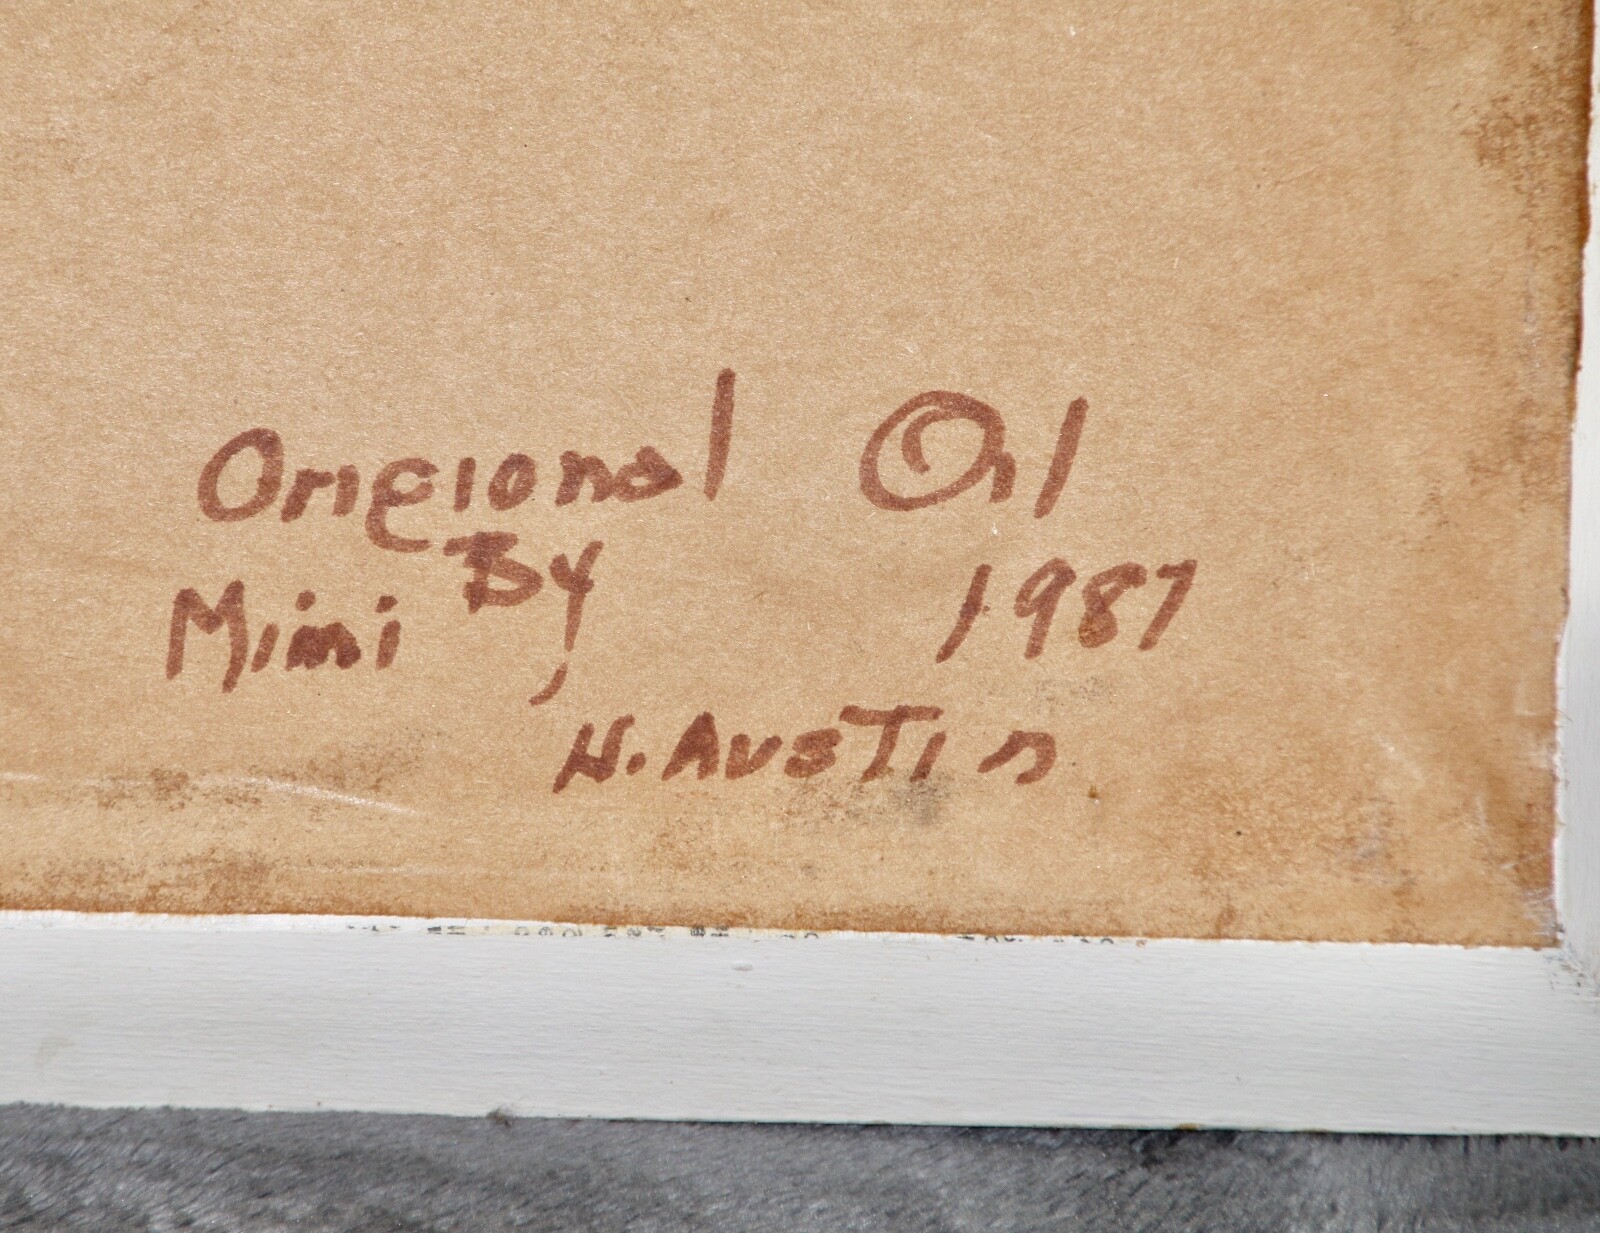 Origional Oil
By
Mimi 1987
N. Austin